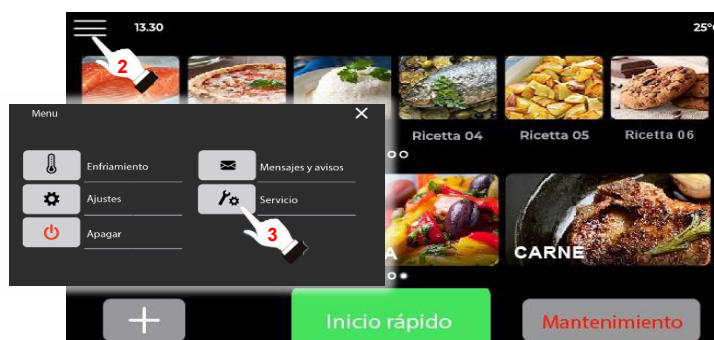 13.30
25°
2
Menu
Enfriamiento
Mensajes y avisos
Ajustes
Servicio
Apagar
3
Ricetta 04
Ricetta 05
Ricetta 06
A
CARNE
Inicio rápido
Mantenimiento